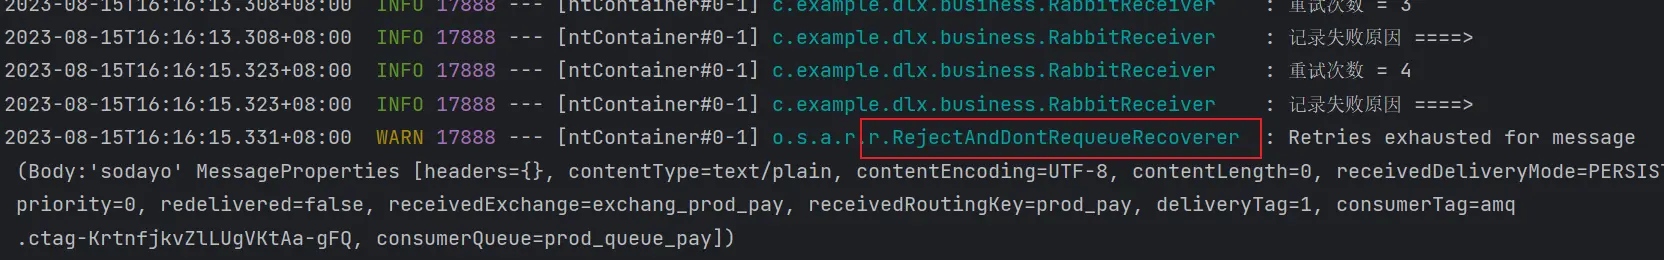 2023-08-15T16:16:13.308+08:00  INFO 17888 --- [ntContainer#0-1] c.example.dlx.business.RabbitReceiver    : 重试次数 = 3
2023-08-15T16:16:13.308+08:00  INFO 17888 --- [ntContainer#0-1] c.example.dlx.business.RabbitReceiver    : 记录失败原因 ====>
2023-08-15T16:16:15.323+08:00  INFO 17888 --- [ntContainer#0-1] c.example.dlx.business.RabbitReceiver    : 重试次数 = 4
2023-08-15T16:16:15.323+08:00  INFO 17888 --- [ntContainer#0-1] c.example.dlx.business.RabbitReceiver    : 记录失败原因 ====>
2023-08-15T16:16:15.331+08:00  WARN 17888 --- [ntContainer#0-1] o.s.a.r.r.RejectAndDontRequeueRecoverer  : Retries exhausted for message
(Body:'sodayo' MessageProperties [headers={}, contentType=text/plain, contentEncoding=UTF-8, contentLength=0, receivedDeliveryMode=PERSIST
priority=0, redelivered=false, receivedExchange=exchang_prod_pay, receivedRoutingKey=prod_pay, deliveryTag=1, consumerTag=amq
.ctag-KrtnfjkvZlLUgVKtAa-gFQ, consumerQueue=prod_queue_pay])